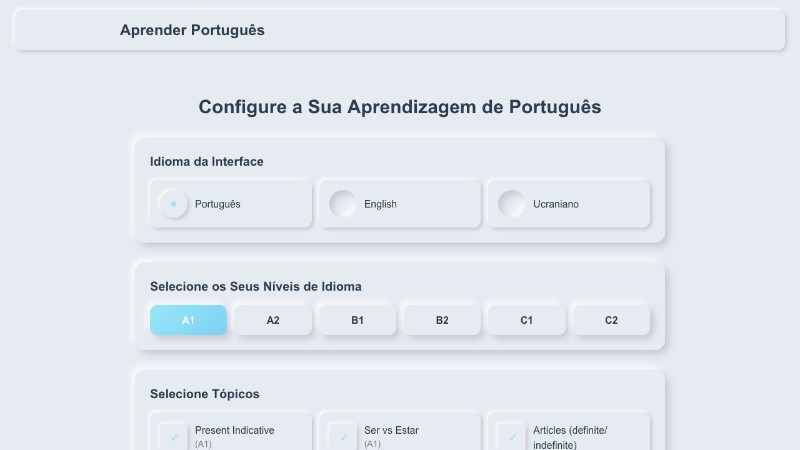 Aprender Português
Configure a Sua Aprendizagem de Português
Idioma da Interface
Português
English
Ucraniano
Selecione os Seus Níveis de Idioma
A1
A2
B1
B2
C1
C2
Selecione Tópicos
Present Indicative
(A1)
Ser vs Estar
(A1)
Articles (definite/
indefinite)